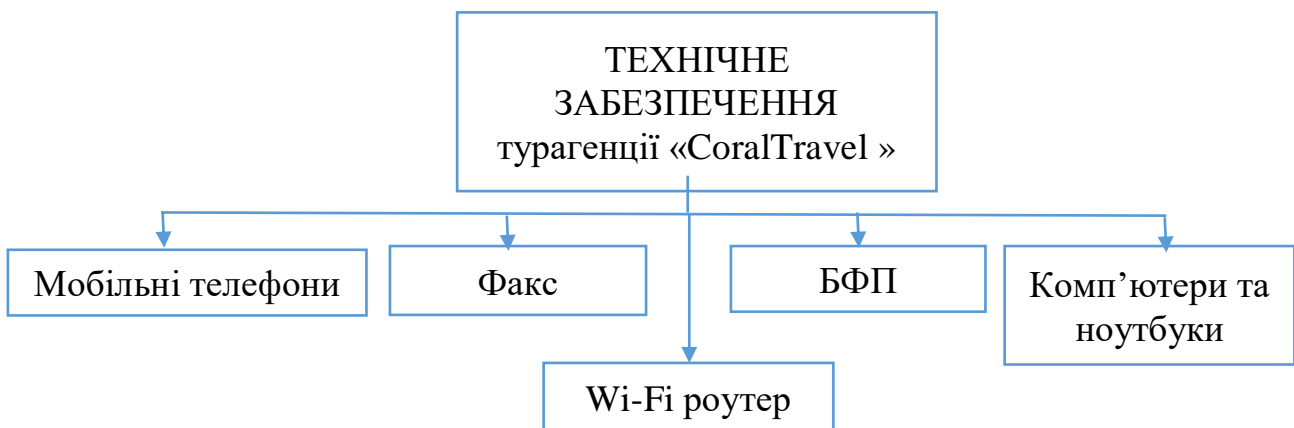 ТЕХНІЧНЕ
ЗАБЕЗПЕЧЕННЯ
турагенції «CoralTravel »
Мобільні телефони
Факс
БФП
Комп’ютери та
ноутбуки
Wi-Fi роутер